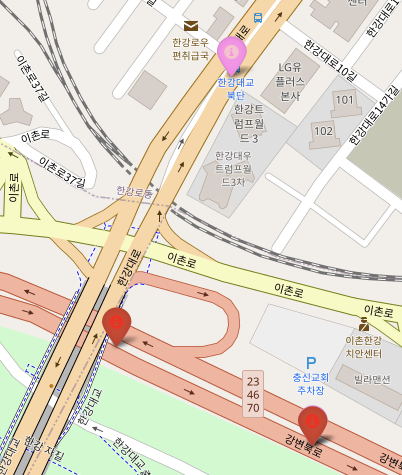 한강대로
한강로우
편취급국
센터
한강대로10길
한강대교
북단
LG유
플러스
본사
101
102
한강대로14가길
이촌로37길
한강트
럼프월
드3
한강대우
트럼프월
드3차
이촌로
이촌로37길
이촌로
한강로동
한강대로
이촌로
이촌로
이촌로
이촌한강
치안센터
P
충신교회
주차장
빌라맨션
23
46
70
강변북로
한강대교
한강대교